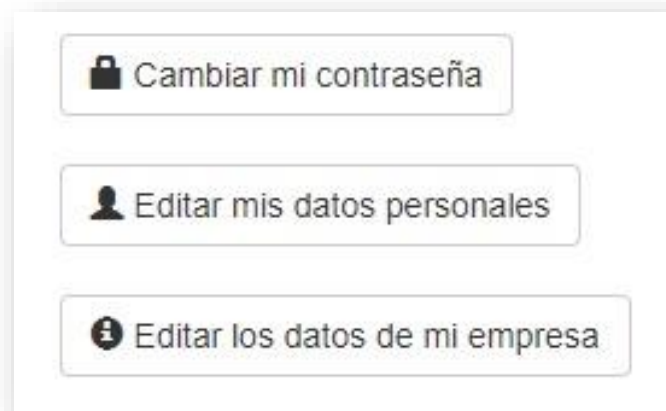 Cambiar mi contraseña
Editar mis datos personales
Editar los datos de mi empresa